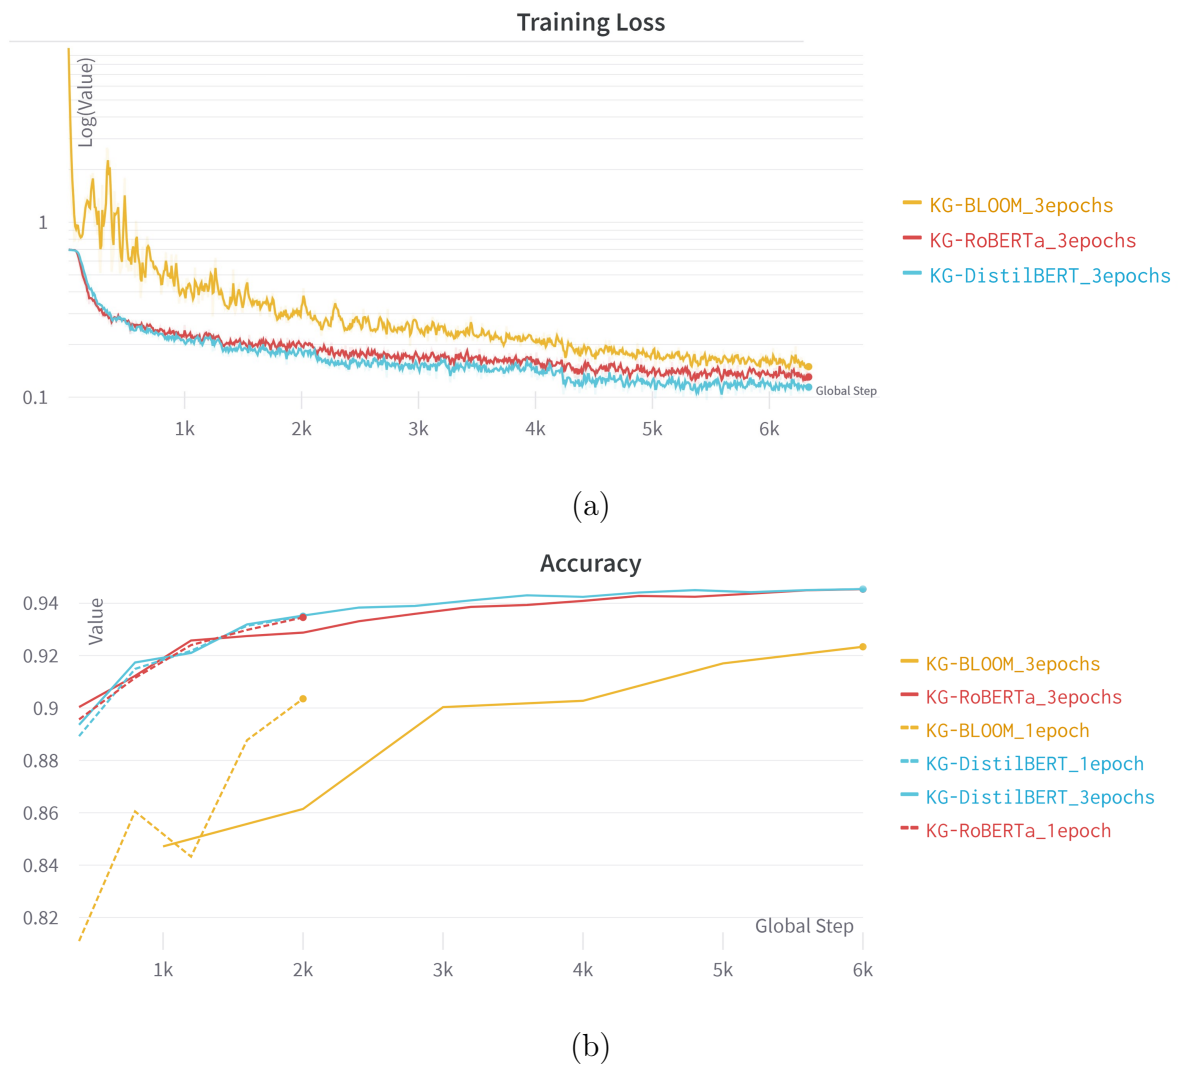 Training Loss
Log(Value)
1
0.1
1k 2k 3k 4k 5k 6k
Global Step
KG-BLOOM_3epochs
KG-RoBERTa_3epochs
KG-DistilBERT_3epochs
(a)
Accuracy
Value
0.94
0.92
0.9
0.88
0.86
0.84
0.82
Global Step
1k 2k 3k 4k 5k 6k
KG-BLOOM_3epochs
KG-RoBERTa_3epochs
KG-BLOOM_1epoch
KG-DistilBERT_1epoch
KG-DistilBERT_3epochs
KG-RoBERTa_1epoch
(b)